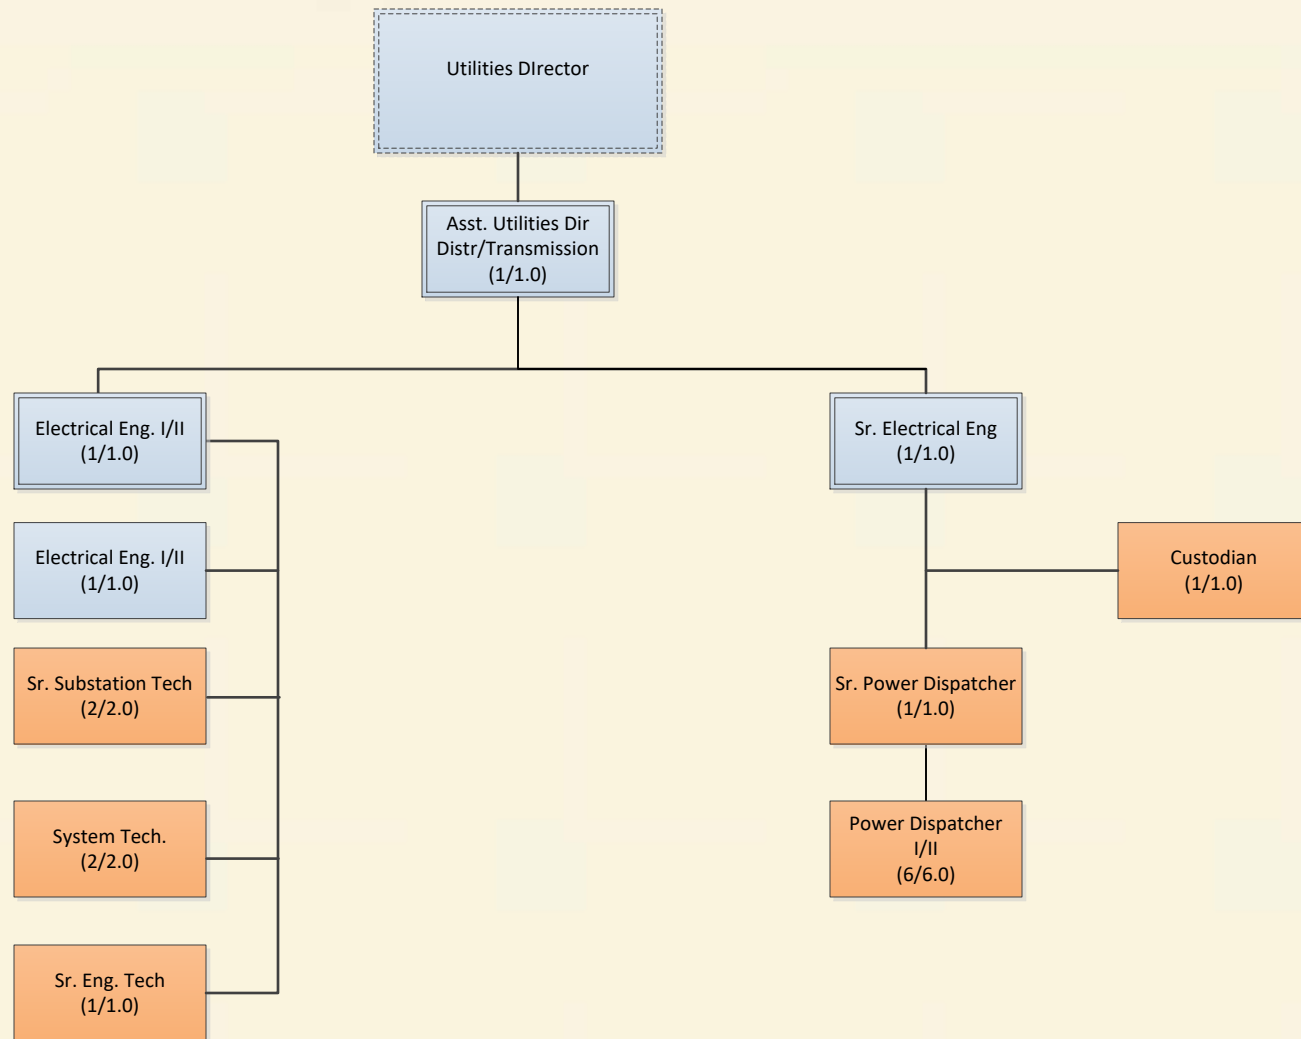 Utilities DIrector
Asst. Utilities Dir
Distr/Transmission
(1/1.0)
Electrical Eng. I/II
(1/1.0)
Sr. Electrical Eng
(1/1.0)
Electrical Eng. I/II
(1/1.0)
Custodian
(1/1.0)
Sr. Substation Tech
(2/2.0)
Sr. Power Dispatcher
(1/1.0)
System Tech.
(2/2.0)
Power Dispatcher
I/II
(6/6.0)
Sr. Eng. Tech
(1/1.0)